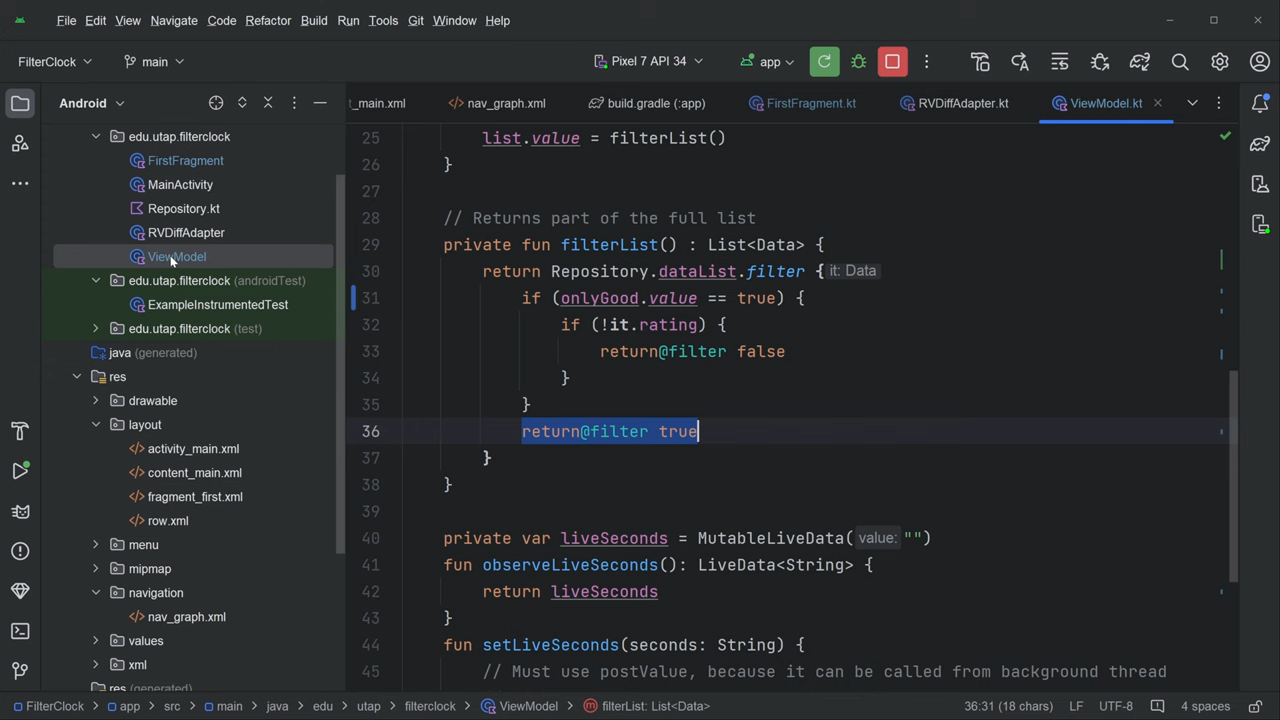 File Edit View Navigate Code Refactor Build Run Tools Git Window Help
FilterClock main Pixel 7 API 34 app
Android
t_main.xml nav_graph.xml build.gradle (:app) FirstFragment.kt RVDiffAdapter.kt ViewModel.kt
edu.utap.filterclock
FirstFragment
MainActivity
Repository.kt
RVDiffAdapter
ViewModel
edu.utap.filterclock (androidTest)
ExampleInstrumentedTest
edu.utap.filterclock (test)
java (generated)
res
drawable
layout
activity_main.xml
content_main.xml
fragment_first.xml
row.xml
menu
mipmap
navigation
nav_graph.xml
values
xml
res (generated)
25 list.value = filterList()
26 }
27
28 // Returns part of the full list
29 private fun filterList() : List<Data> {
30 return Repository.dataList.filter { it: Data
31 if (onlyGood.value == true) {
32 if (!it.rating) {
33 return@filter false
34 }
35 }
36 return@filter true
37 }
38 }
39
40 private var liveSeconds = MutableLiveData( value: "")
41 fun observeLiveSeconds(): LiveData<String> {
42 return liveSeconds
43 }
44 fun setLiveSeconds(seconds: String) {
45 // Must use postValue, because it can be called from background thread
FilterClock app src main java edu utap filterclock ViewModel filterList: List<Data> 36:31 (18 chars) LF UTF-8 4 spaces